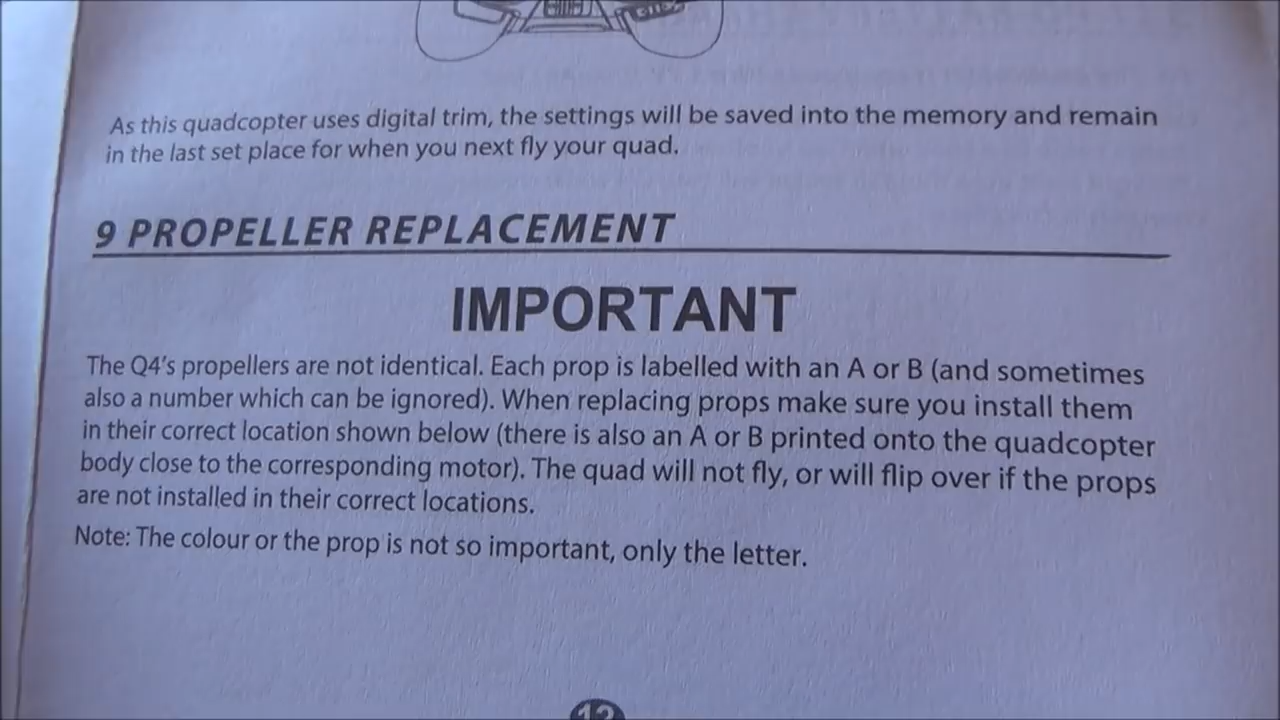 As this quadcopter uses digital trim, the settings will be saved into the memory and remain
in the last set place for when you next fly your quad.
9 PROPELLER REPLACEMENT
IMPORTANT
The Q4's propellers are not identical. Each prop is labelled with an A or B (and sometimes
also a number which can be ignored). When replacing props make sure you install them
in their correct location shown below (there is also an A or B printed onto the quadcopter
body close to the corresponding motor). The quad will not fly, or will flip over if the props
are not installed in their correct locations.
Note: The colour or the prop is not so important, only the letter.